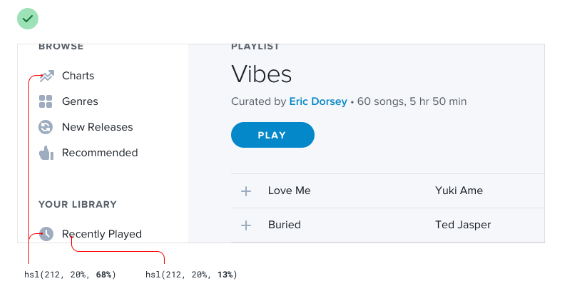 BROWSE
Charts
Genres
New Releases
Recommended
YOUR LIBRARY
Recently Played
PLAYLIST
Vibes
Curated by Eric Dorsey • 60 songs, 5 hr 50 min
PLAY
Love Me Yuki Ame
Buried Ted Jasper
hsl(212, 20%, 68%) hsl(212, 20%, 13%)